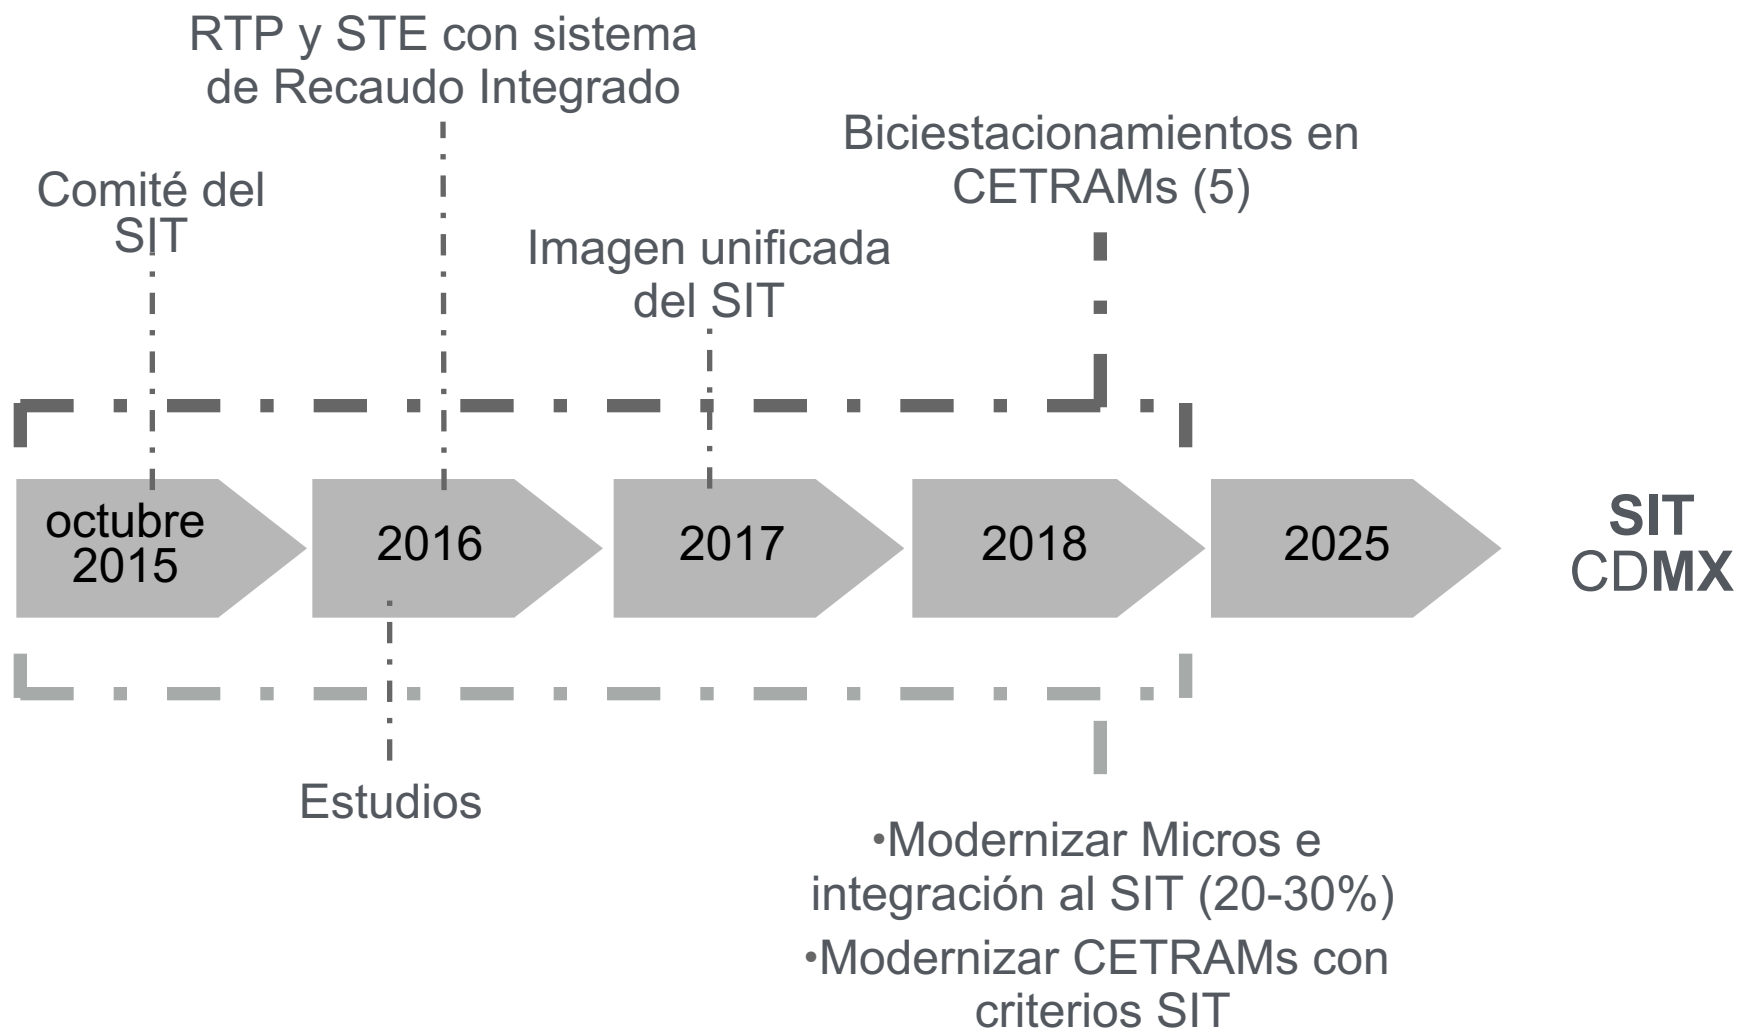 RTP y STE con sistema
de Recaudo Integrado
Biciestacionamientos en
CETRAMs (5)
Comité del
SIT
Imagen unificada
del SIT
octubre
2015
2016
2017
2018
2025
SIT
CDMX
Estudios
•Modernizar Micros e
integración al SIT (20-30%)
•Modernizar CETRAMs con
criterios SIT